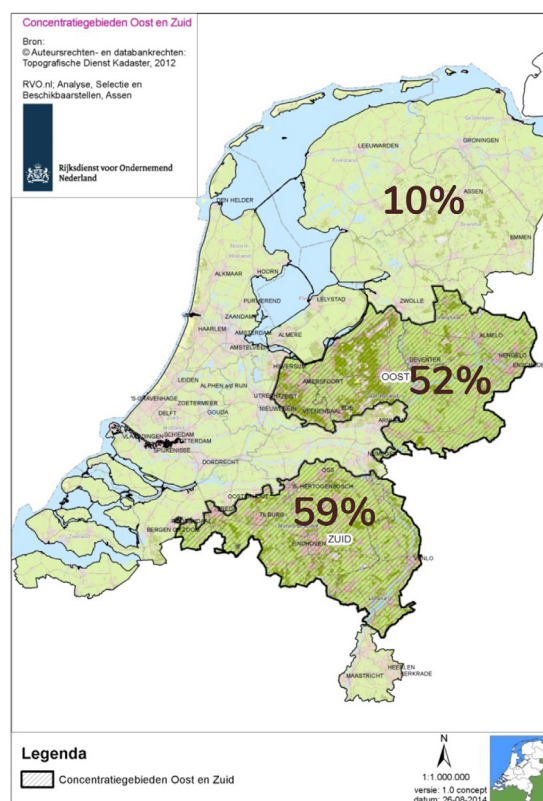 Concentratiegebieden Oost en Zuid
Bron:
© Auteursrechten- en databankrechten:
Topografische Dienst Kadaster, 2012
RVO.nl; Analyse, Selectie en
Beschikbaarstellen, Assen
Rijksdienst voor Ondernemend
Nederland
LEEUWARDEN
GRONINGEN
10%
ASSEN
DEN HELDER
EMMEN
ALKMAAR
HOORN
PURMEREND
LELYSTAD
ZWOLLE
ZAANDAM
ALMERE
ALMELO
HAARLEM
AMSTERDAM
AMSTELVEEN
HENGELO
DEVENTER
HILVERSUM
OOST
52%
LEIDEN
AMERSFOORT
ALPHEN a/d RIJN
'S-GRAVENHAGE
ZOETERMEER
UTRECHT
ZEIST
DELFT
GOUDA
NIEUWEGEIN
VEENENDAAL
EDE
VLAARDINGEN
SCHIEDAM
ROTTERDAM
SPIJKENISSE
DORDRECHT
OSS
'S-HERTOGENBOSCH
59%
TILBURG
BERGEN OP ZOOM
ZUID
EINDHOVEN
VENLO
HEERLEN
KERKRADE
MAASTRICHT
Legenda
Concentratiegebieden Oost en Zuid
N
1:1.000.000
versie: 1.0 concept
datum: 26-08-2014